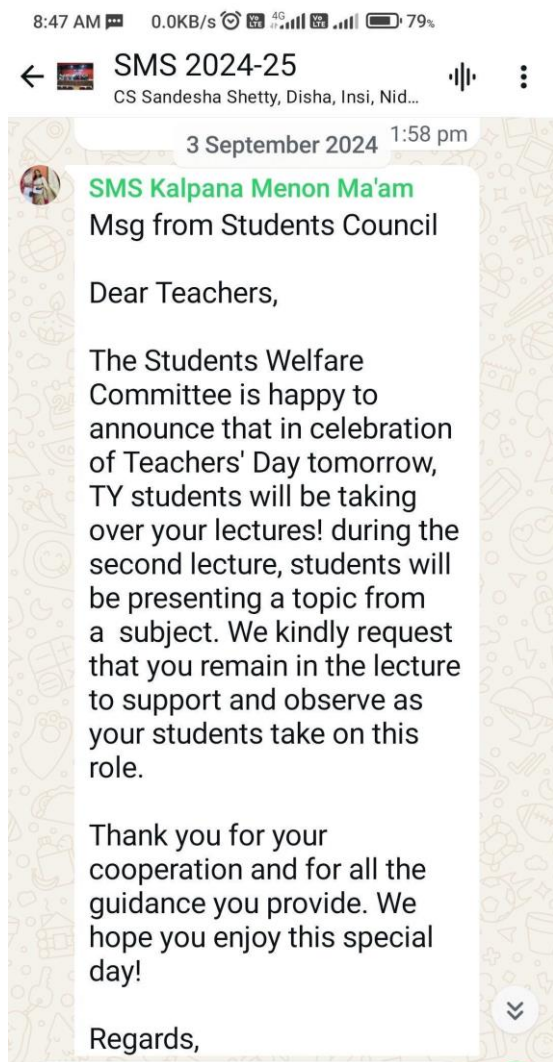 8:47 AM 0.0KB/s Vo LTE 4G Vo LTE 79%
SMS 2024-25
CS Sandesha Shetty, Disha, Insi, Nid...
1:58 pm
3 September 2024
SMS Kalpana Menon Ma'am
Msg from Students Council
Dear Teachers,
The Students Welfare
Committee is happy to
announce that in celebration
of Teachers' Day tomorrow,
TY students will be taking
over your lectures! during the
second lecture, students will
be presenting a topic from
a  subject. We kindly request
that you remain in the lecture
to support and observe as
your students take on this
role.
Thank you for your
cooperation and for all the
guidance you provide. We
hope you enjoy this special
day!
Regards,